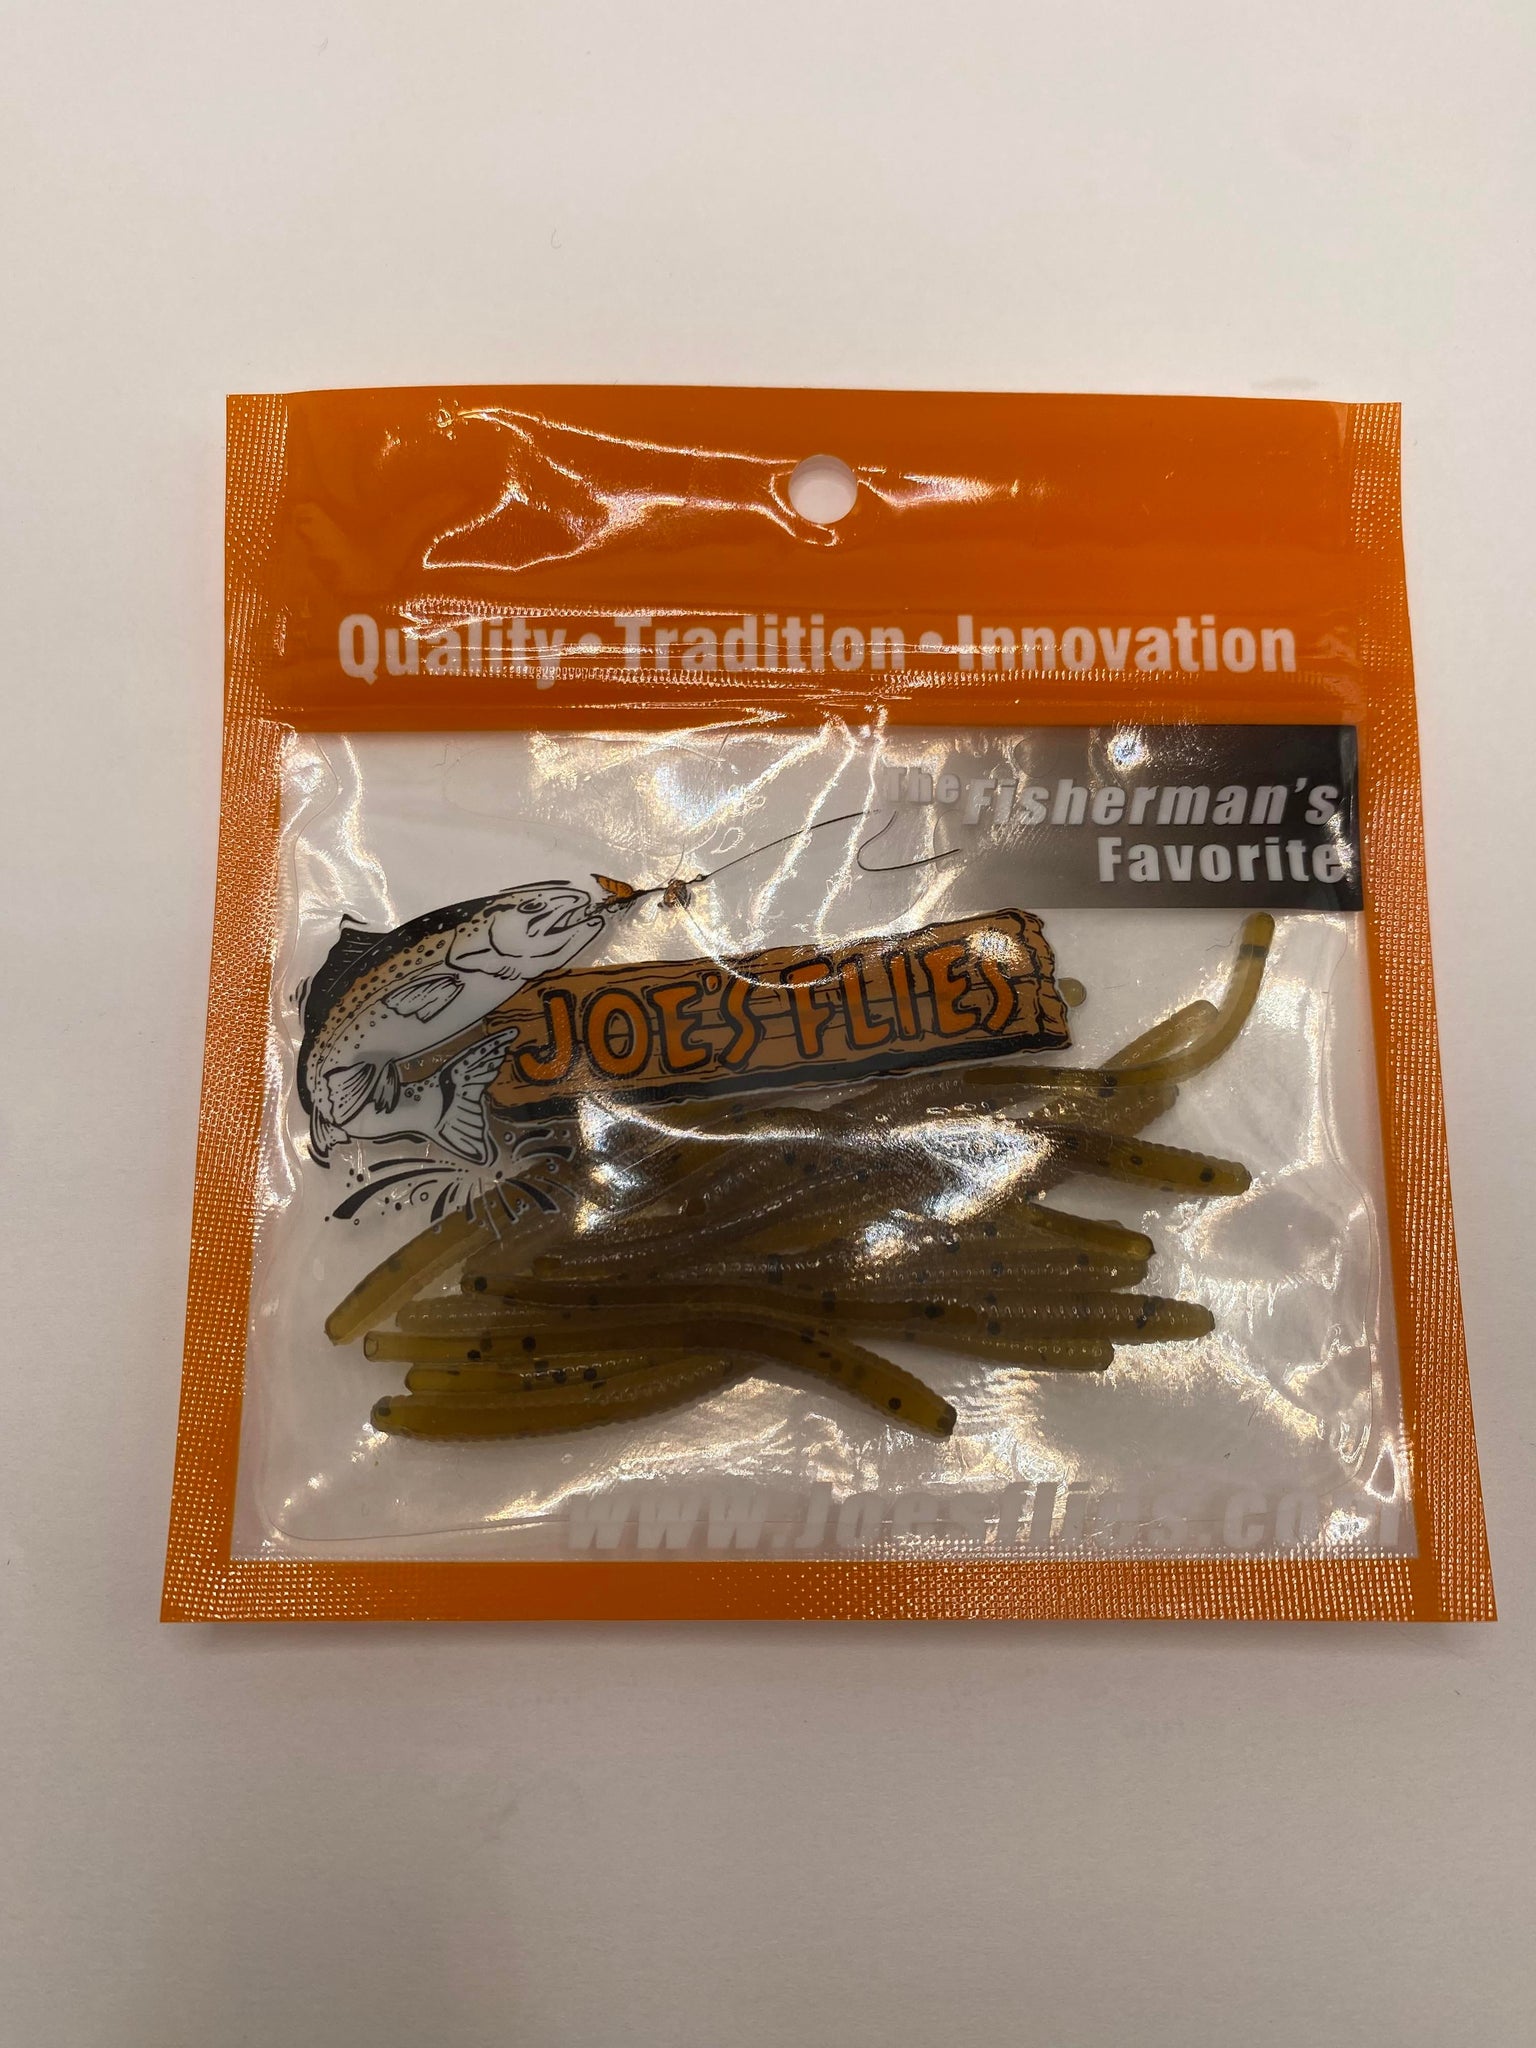 Quality • Tradition • Innovation
The Fisherman's
Favorite
JOE'S FLIES
www.joesflies.com